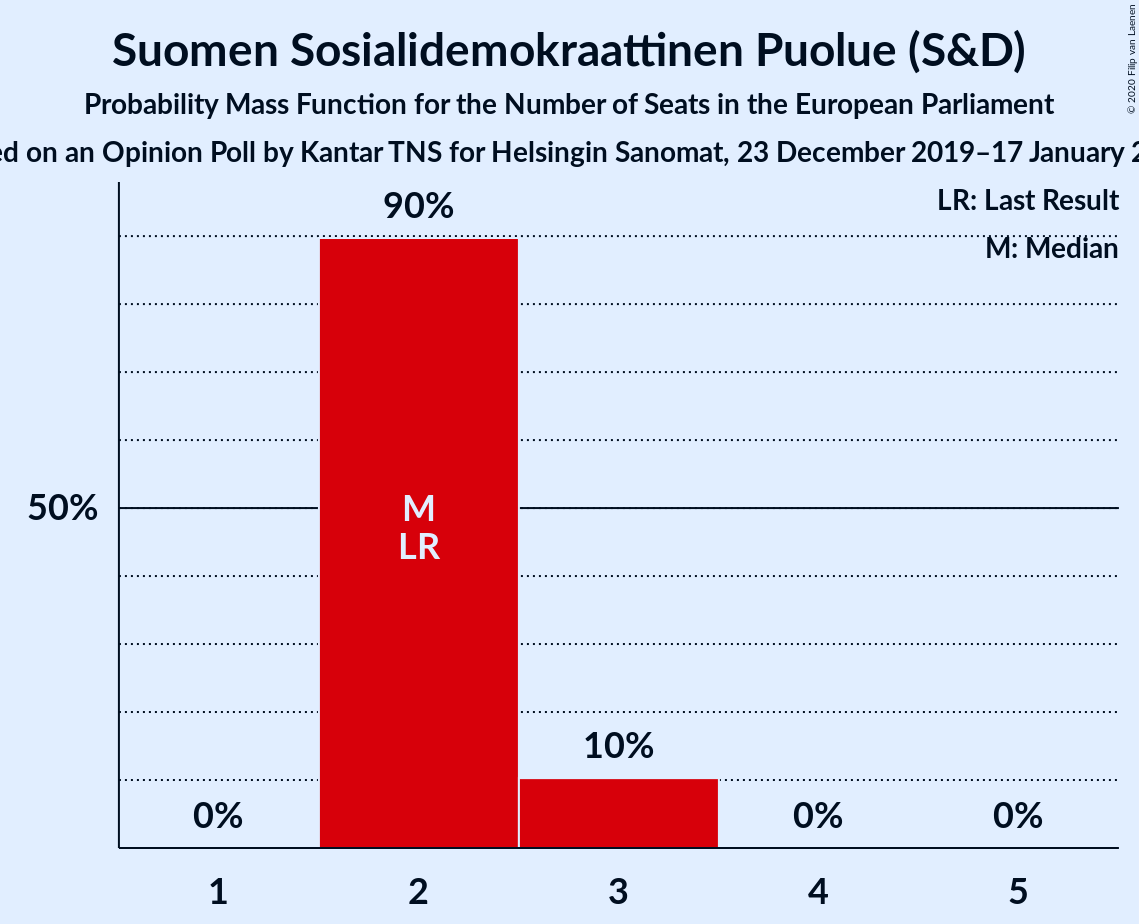 Suomen Sosialidemokraattinen Puolue (S&D)
Probability Mass Function for the Number of Seats in the European Parliament
on an Opinion Poll by Kantar TNS for Helsingin Sanomat, 23 December 2019–17 January
© 2020 Filip van Laenen
LR: Last Result
M: Median
90%
50%
M
LR
10%
0%
0%
0%
1
2
3
4
5